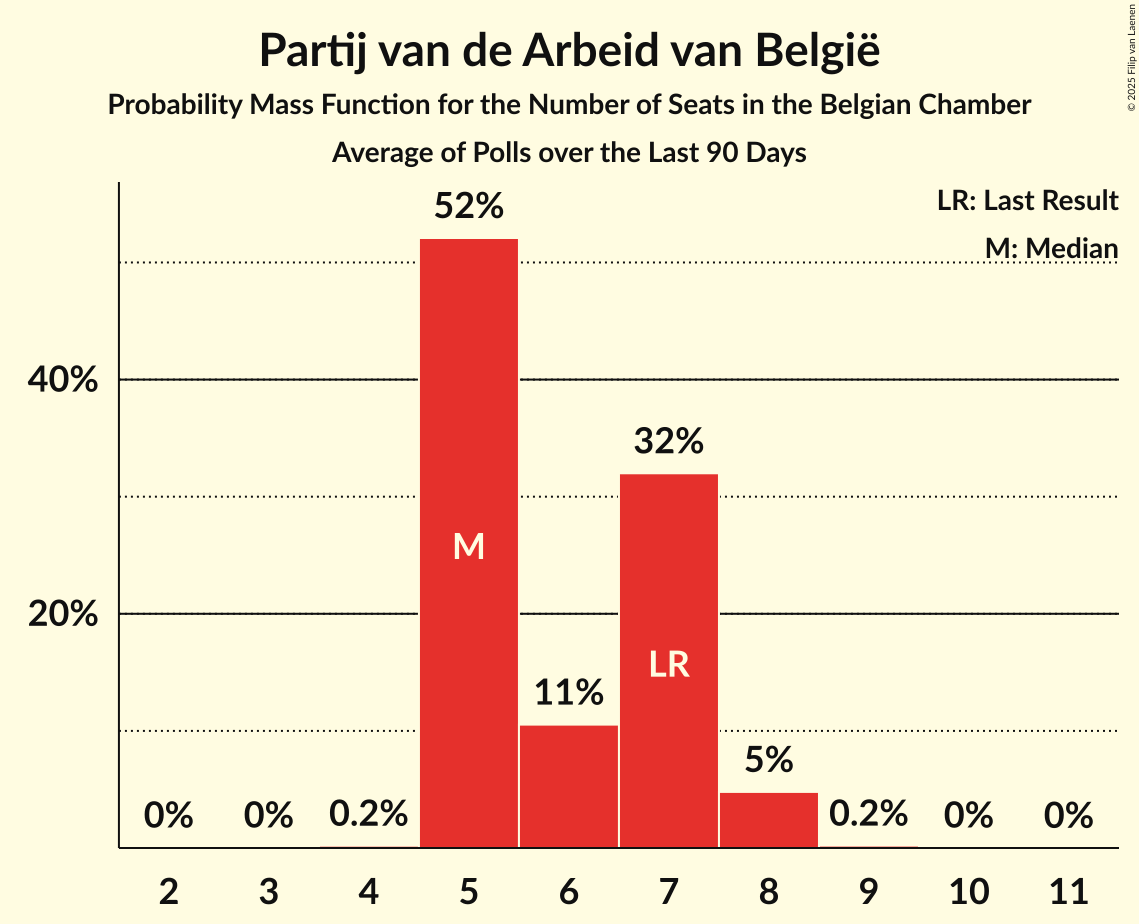 Partij van de Arbeid van België
Probability Mass Function for the Number of Seats in the Belgian Chamber
Average of Polls over the Last 90 Days
© 2025 Filip van Laenen
LR: Last Result
M: Median
52%
40%
32%
M
20%
LR
11%
5%
0% 0% 0.2% 0.2% 0% 0%
2 3 4 5 6 7 8 9 10 11